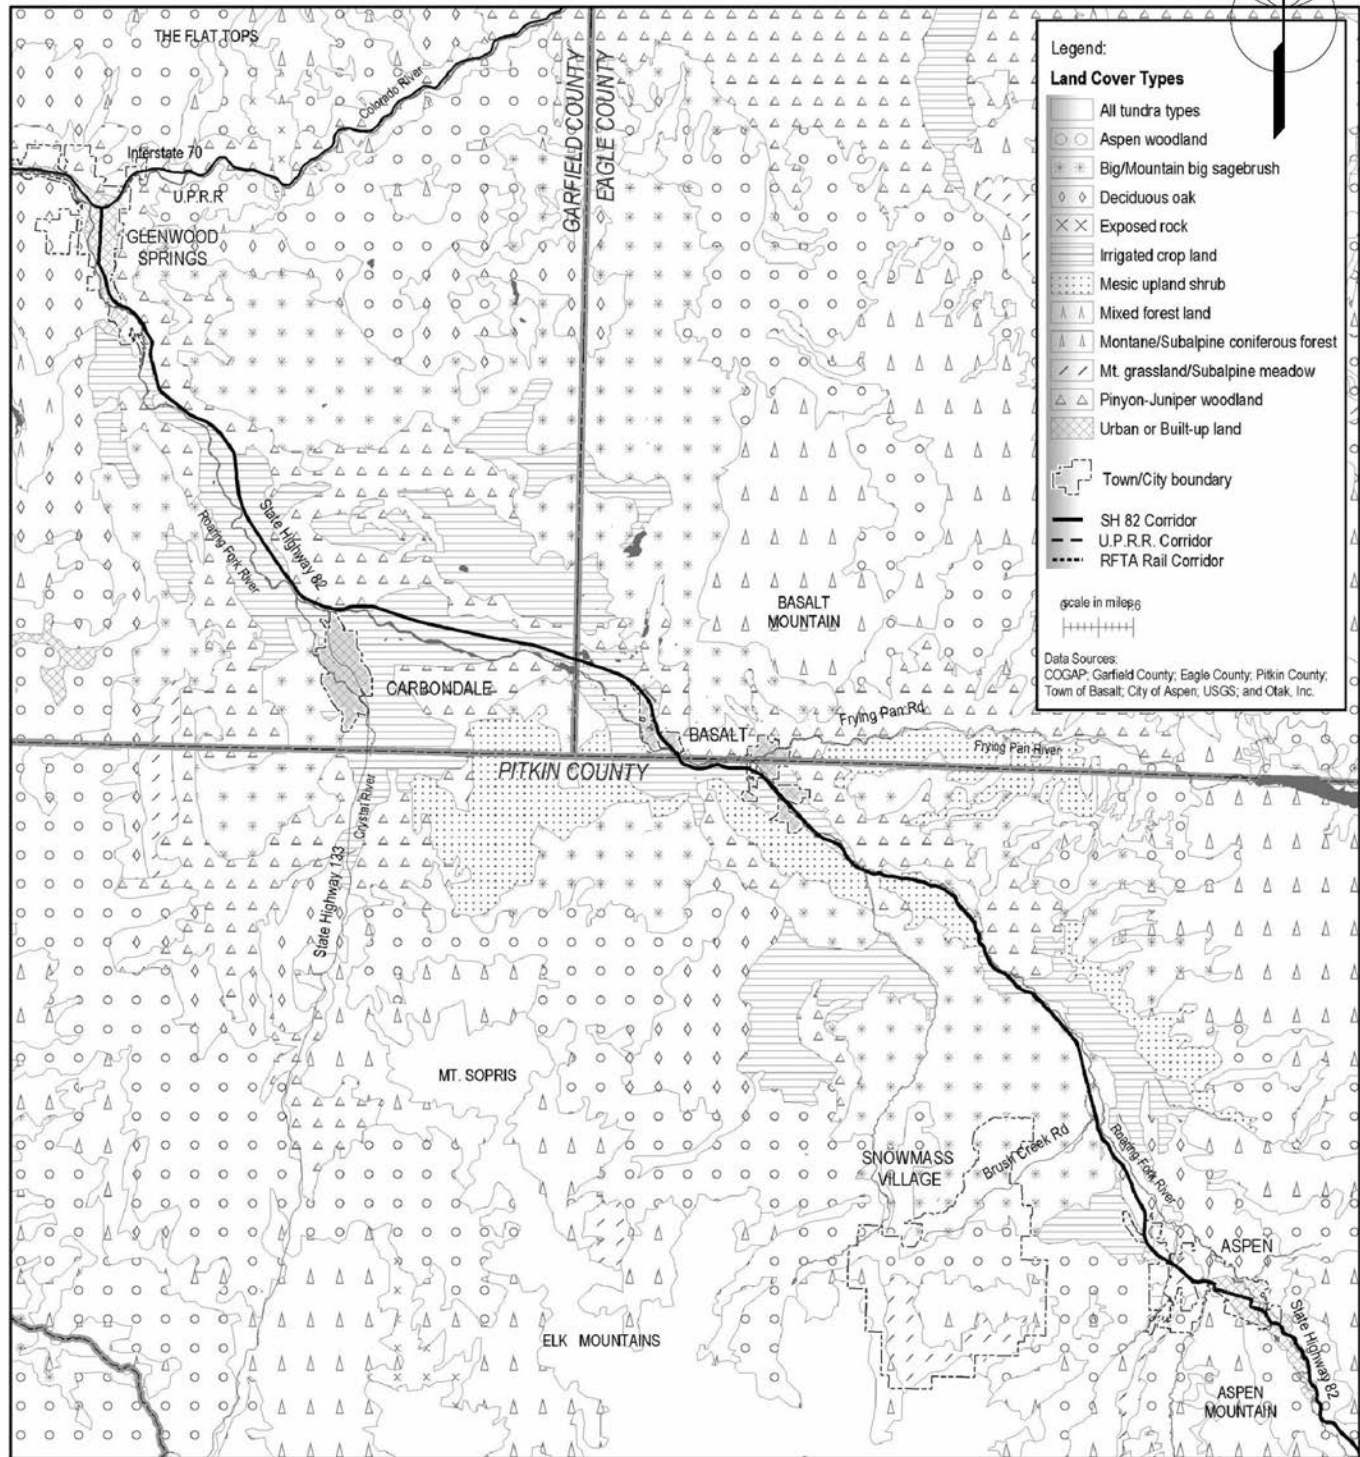 THE FLAT TOPS
Colorado River
GARFIELD COUNTY
EAGLE COUNTY
Interstate 70
U.P.R.R
GLENWOOD
SPRINGS
State Highway 82
Roaring Fork River
BASALT
MOUNTAIN
CARBONDALE
BASALT
Frying Pan Rd
Frying Pan River
PITKIN COUNTY
Crystal River
State Highway 133
MT. SOPRIS
SNOWMASS
VILLAGE
Brush Creek Rd
Roaring Fork River
ASPEN
ELK MOUNTAINS
State Highway 82
ASPEN
MOUNTAIN
Legend:
Land Cover Types
All tundra types
Aspen woodland
Big/Mountain big sagebrush
Deciduous oak
Exposed rock
Irrigated crop land
Mesic upland shrub
Mixed forest land
Montane/Subalpine coniferous forest
Mt. grassland/Subalpine meadow
Pinyon-Juniper woodland
Urban or Built-up land
Town/City boundary
SH 82 Corridor
U.P.R.R. Corridor
RFTA Rail Corridor
scale in miles
Data Sources:
COGAP; Garfield County; Eagle County; Pitkin County;
Town of Basalt; City of Aspen; USGS; and Otak, Inc.